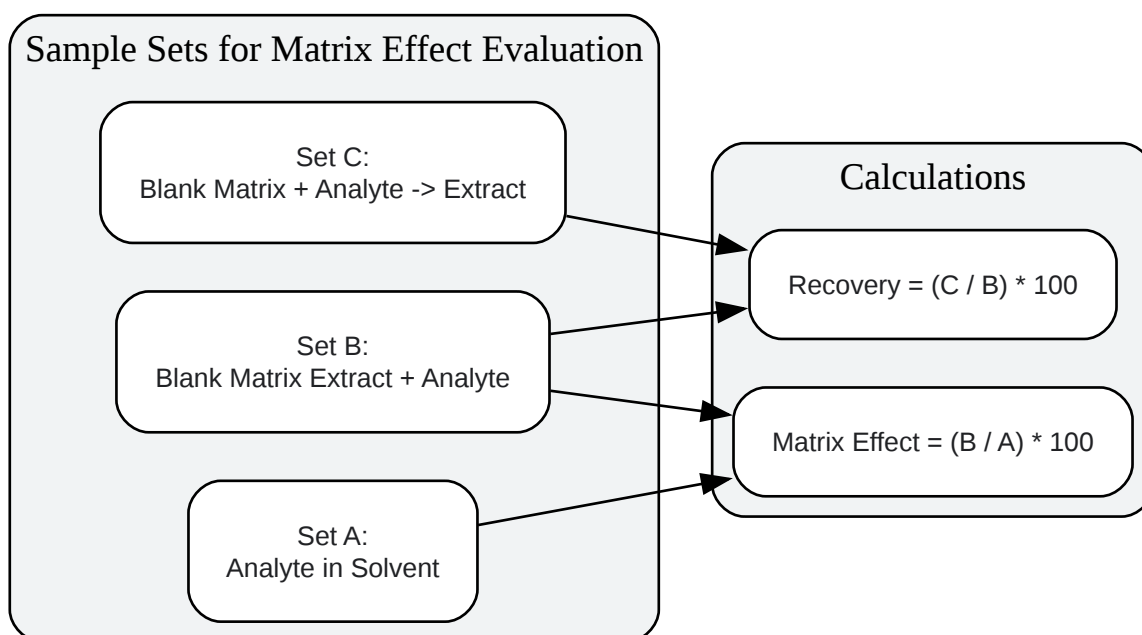 Sample Sets for Matrix Effect Evaluation
Set C:
Blank Matrix + Analyte -> Extract
Set B:
Blank Matrix Extract + Analyte
Set A:
Analyte in Solvent
Calculations
Recovery = (C / B) * 100
Matrix Effect = (B / A) * 100